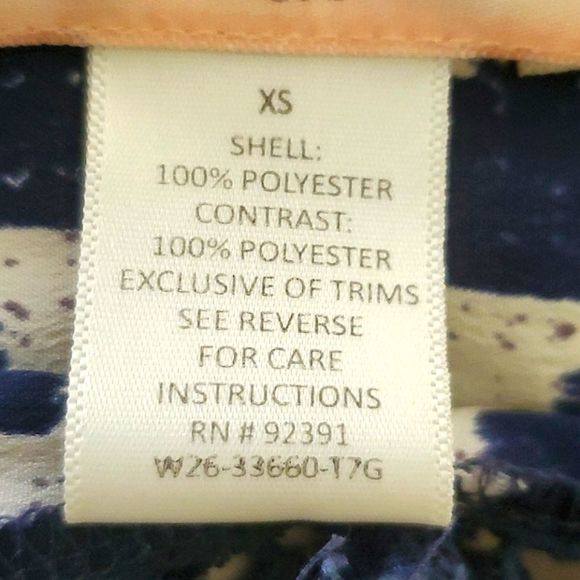 XS
SHELL:
100% POLYESTER
CONTRAST:
100% POLYESTER
EXCLUSIVE OF TRIMS
SEE REVERSE
FOR CARE
INSTRUCTIONS
RN # 92391
W26-33660-T7G